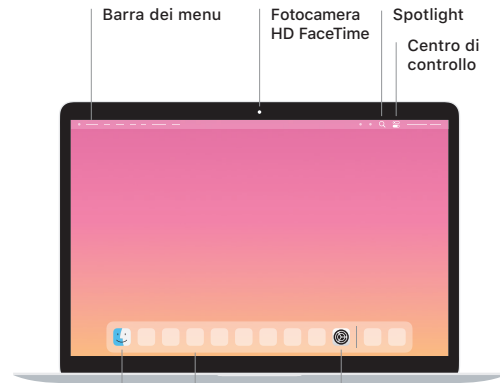 Barra dei menu
Fotocamera
HD FaceTime
Spotlight
Centro di
controllo